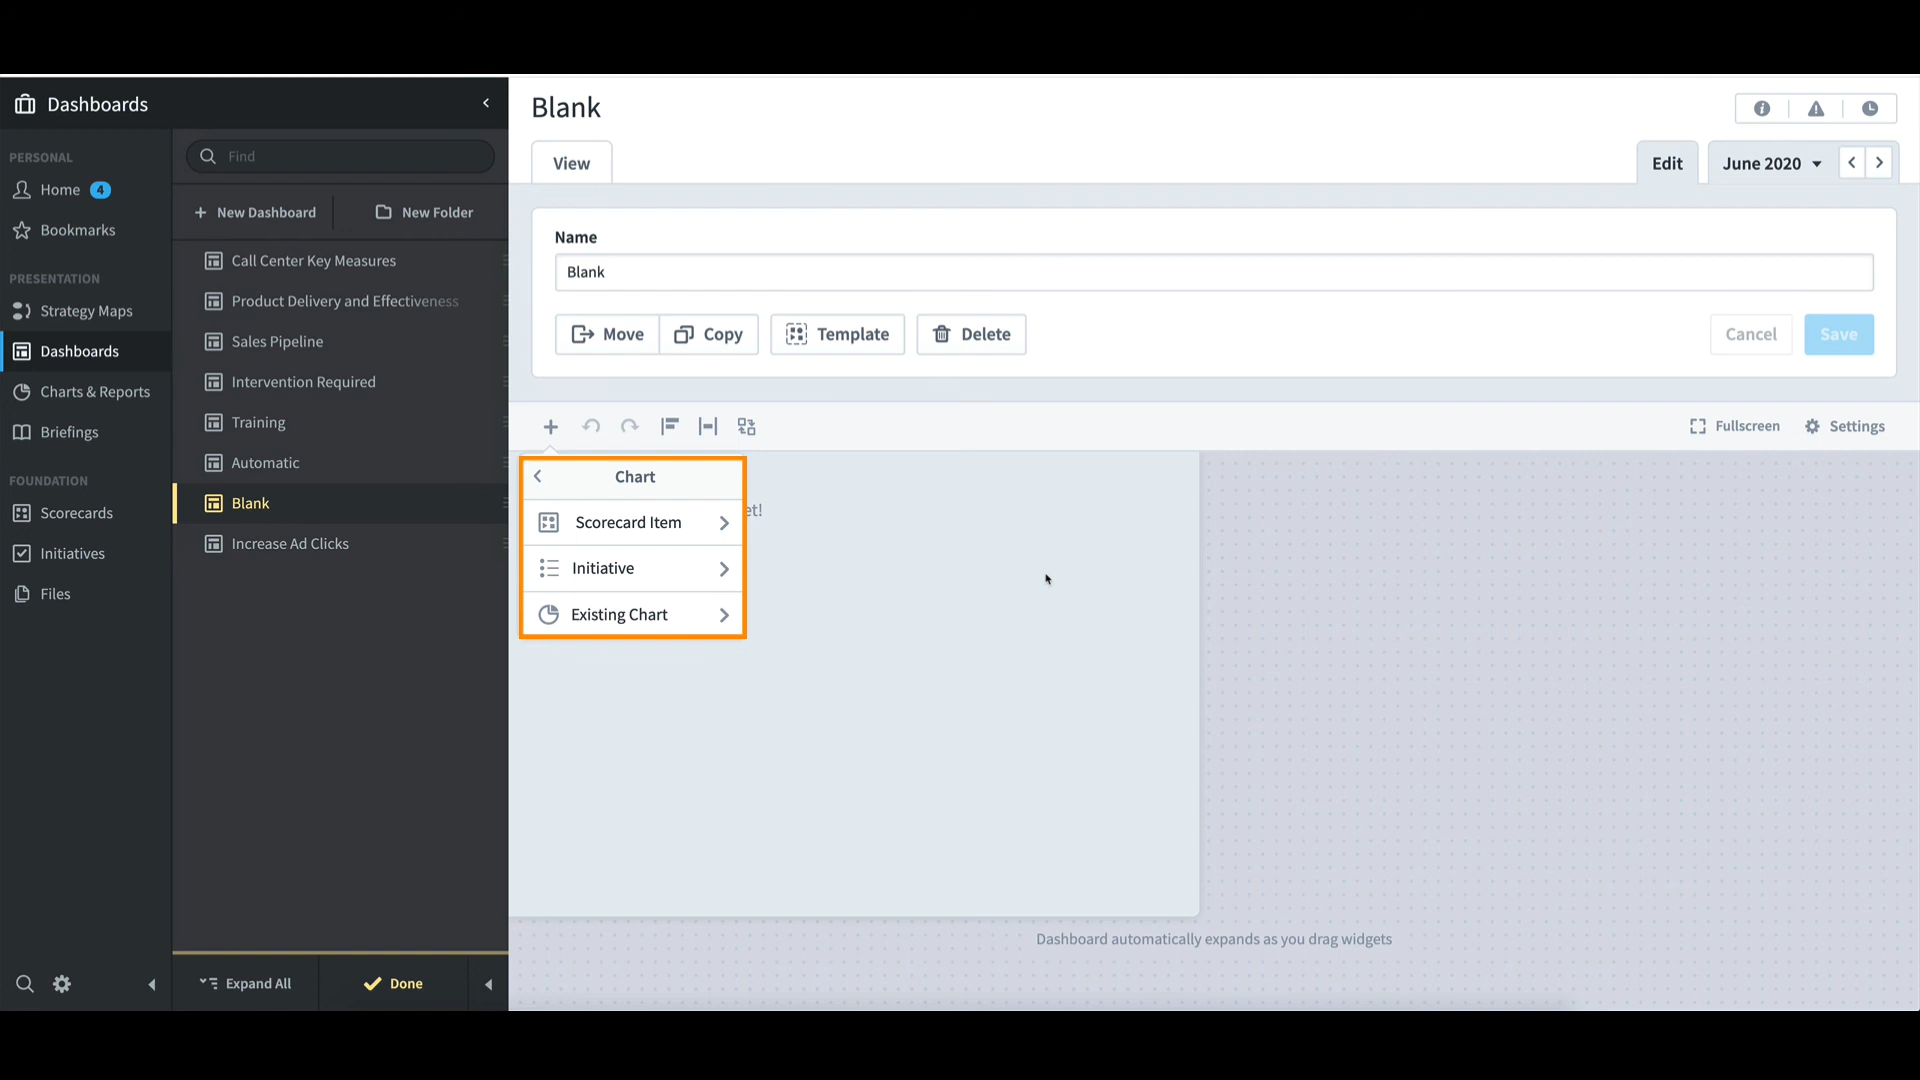 Dashboards
PERSONAL
Home 4
Bookmarks
PRESENTATION
Strategy Maps
Dashboards
Charts & Reports
Briefings
FOUNDATION
Scorecards
Initiatives
Files
Find
New Dashboard
New Folder
Call Center Key Measures
Product Delivery and Effectiveness
Sales Pipeline
Intervention Required
Training
Automatic
Blank
Increase Ad Clicks
Expand All
Done
Blank
View
Edit
June 2020
Name
Blank
Move
Copy
Template
Delete
Cancel
Save
Fullscreen
Settings
Chart
Scorecard Item
Initiative
Existing Chart
et!
Dashboard automatically expands as you drag widgets